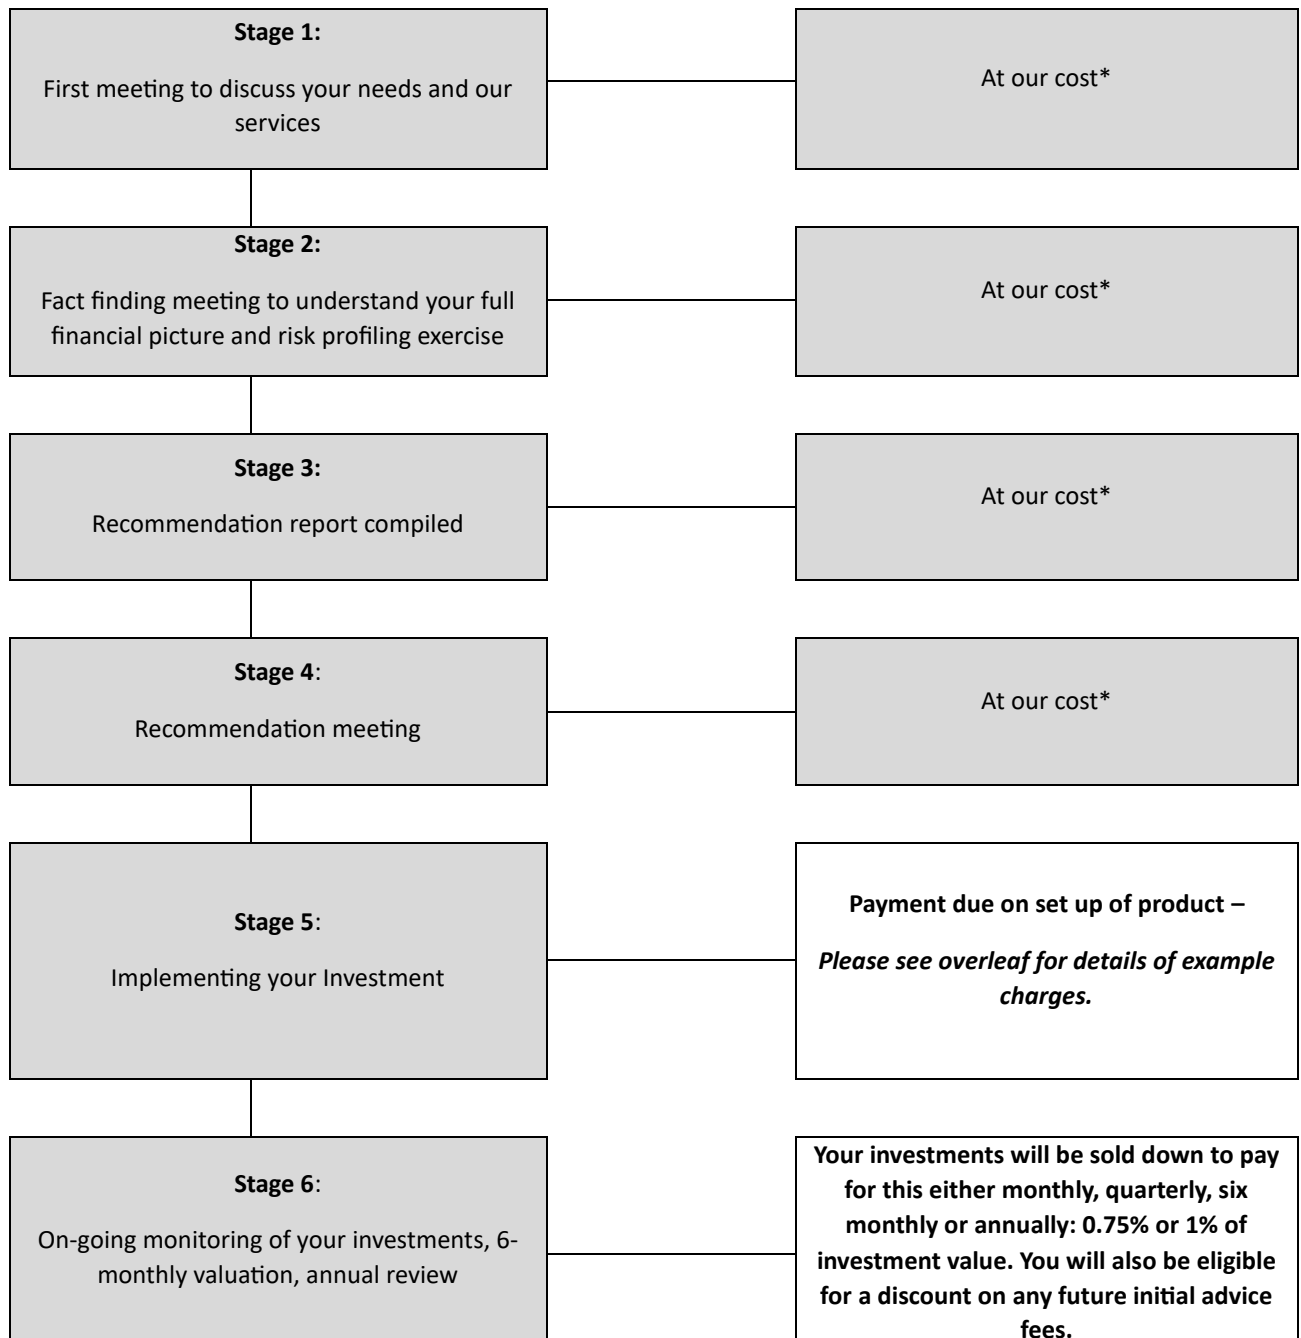 Stage 1:
First meeting to discuss your needs and our
services
At our cost*
Stage 2:
Fact finding meeting to understand your full
financial picture and risk profiling exercise
At our cost*
Stage 3:
Recommendation report compiled
At our cost*
Stage 4:
Recommendation meeting
At our cost*
Stage 5:
Implementing your Investment
Payment due on set up of product –
Please see overleaf for details of example
charges.
Stage 6:
On-going monitoring of your investments, 6-
monthly valuation, annual review
Your investments will be sold down to pay
for this either monthly, quarterly, six
monthly or annually: 0.75% or 1% of
investment value. You will also be eligible
for a discount on any future initial advice
fees.